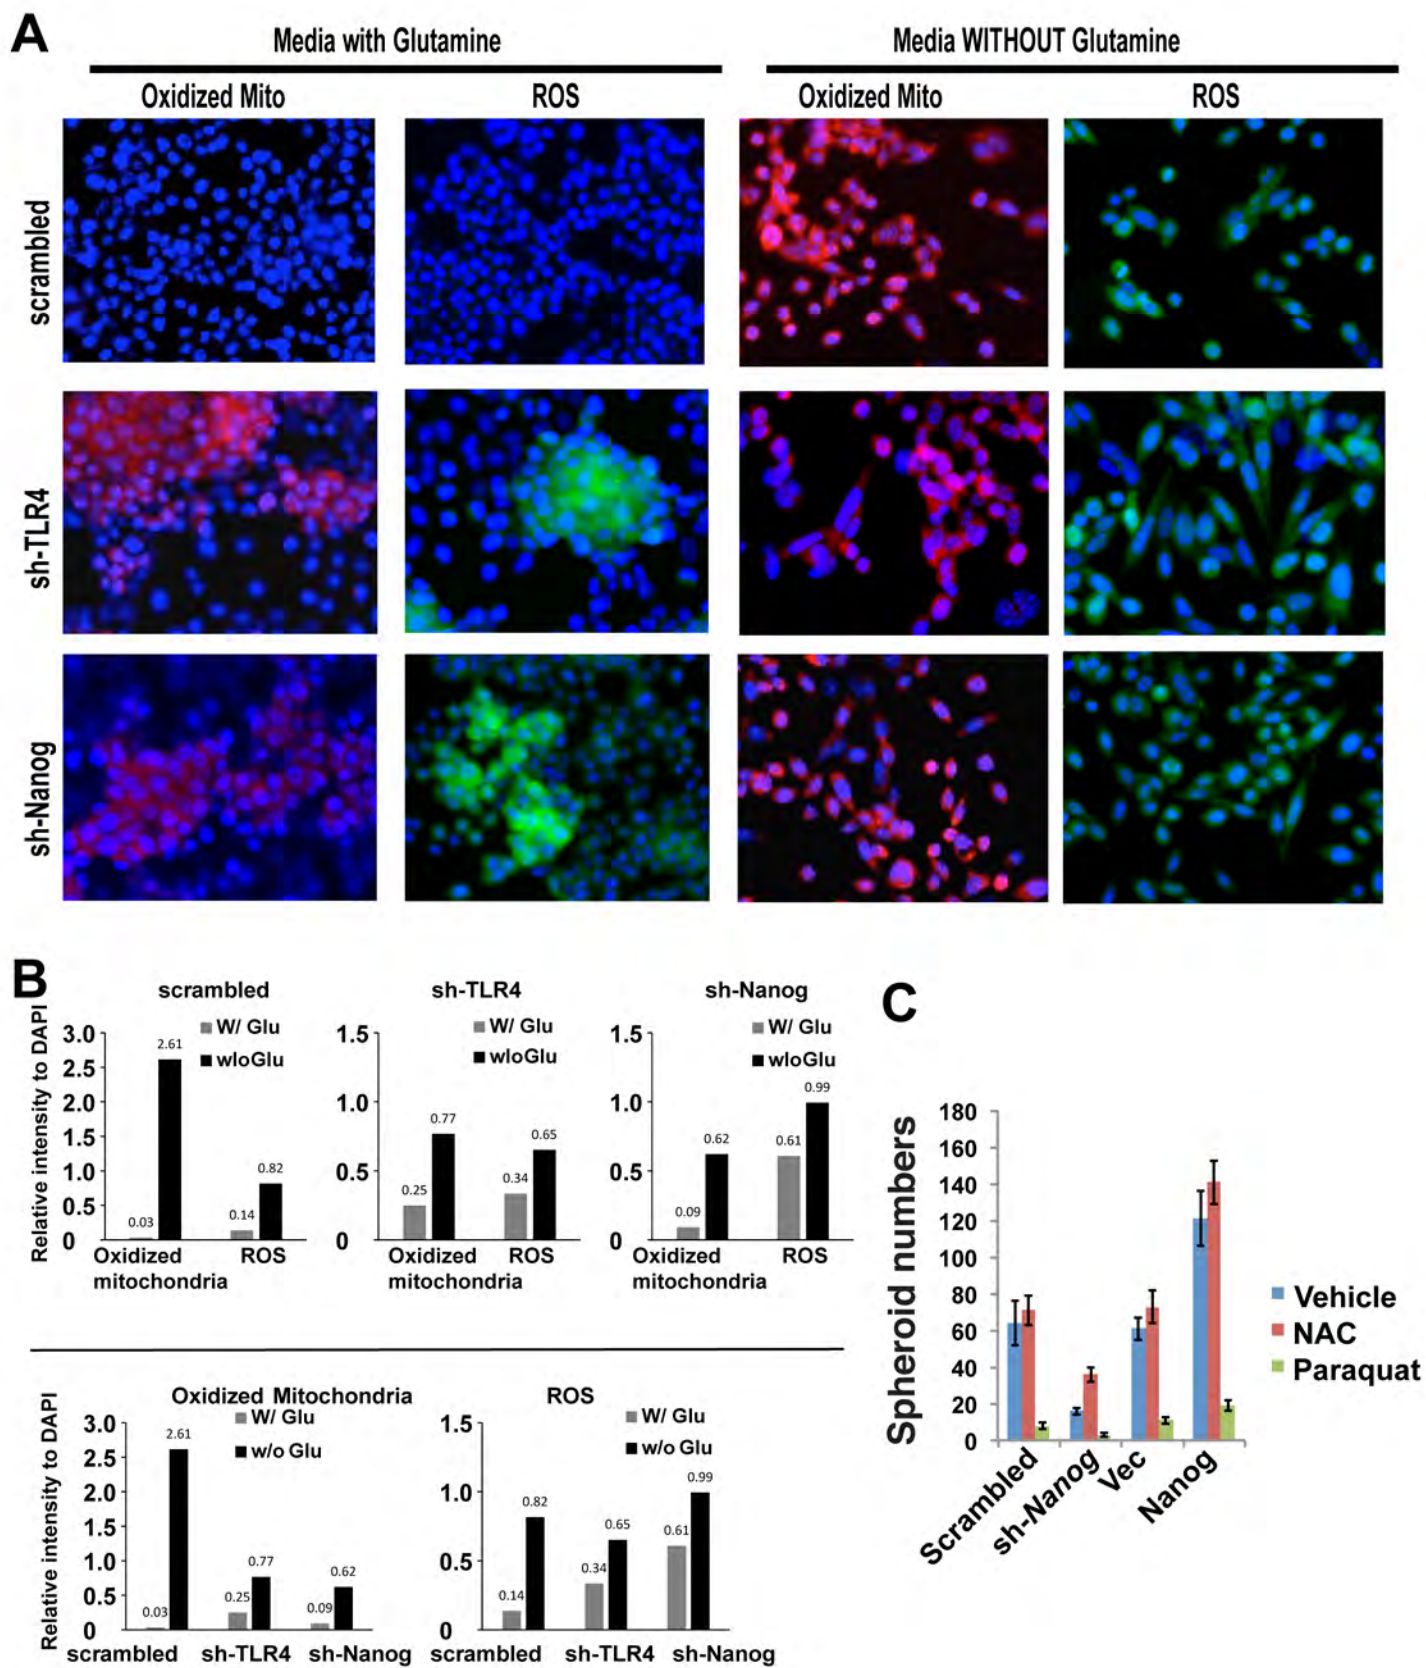 A
Media with Glutamine
Media WITHOUT Glutamine
Oxidized Mito
ROS
Oxidized Mito
ROS
scrambled
sh-TLR4
sh-Nanog
B
Relative intensity to DAPI
scrambled
W/ Glu
wloGlu
3.0
2.5
2.0
1.5
1.0
0.5
0
0.03
2.61
0.14
0.82
Oxidized
mitochondria
ROS
sh-TLR4
W/ Glu
wloGlu
1.5
1.0
0.5
0
0.25
0.77
0.34
0.65
Oxidized
mitochondria
ROS
sh-Nanog
W/ Glu
wloGlu
1.5
1.0
0.5
0
0.09
0.62
0.61
0.99
Oxidized
mitochondria
ROS
Relative intensity to DAPI
Oxidized Mitochondria
W/ Glu
w/o Glu
3.0
2.5
2.0
1.5
1.0
0.5
0
0.03
2.61
0.25
0.77
0.09
0.62
scrambled
sh-TLR4
sh-Nanog
ROS
W/ Glu
w/o Glu
1.5
1.0
0.5
0
0.14
0.82
0.34
0.65
0.61
0.99
scrambled
sh-TLR4
sh-Nanog
C
Spheroid numbers
180
160
140
120
100
80
60
40
20
0
Scrambled
sh-Nanog
Vec
Nanog
Vehicle
NAC
Paraquat